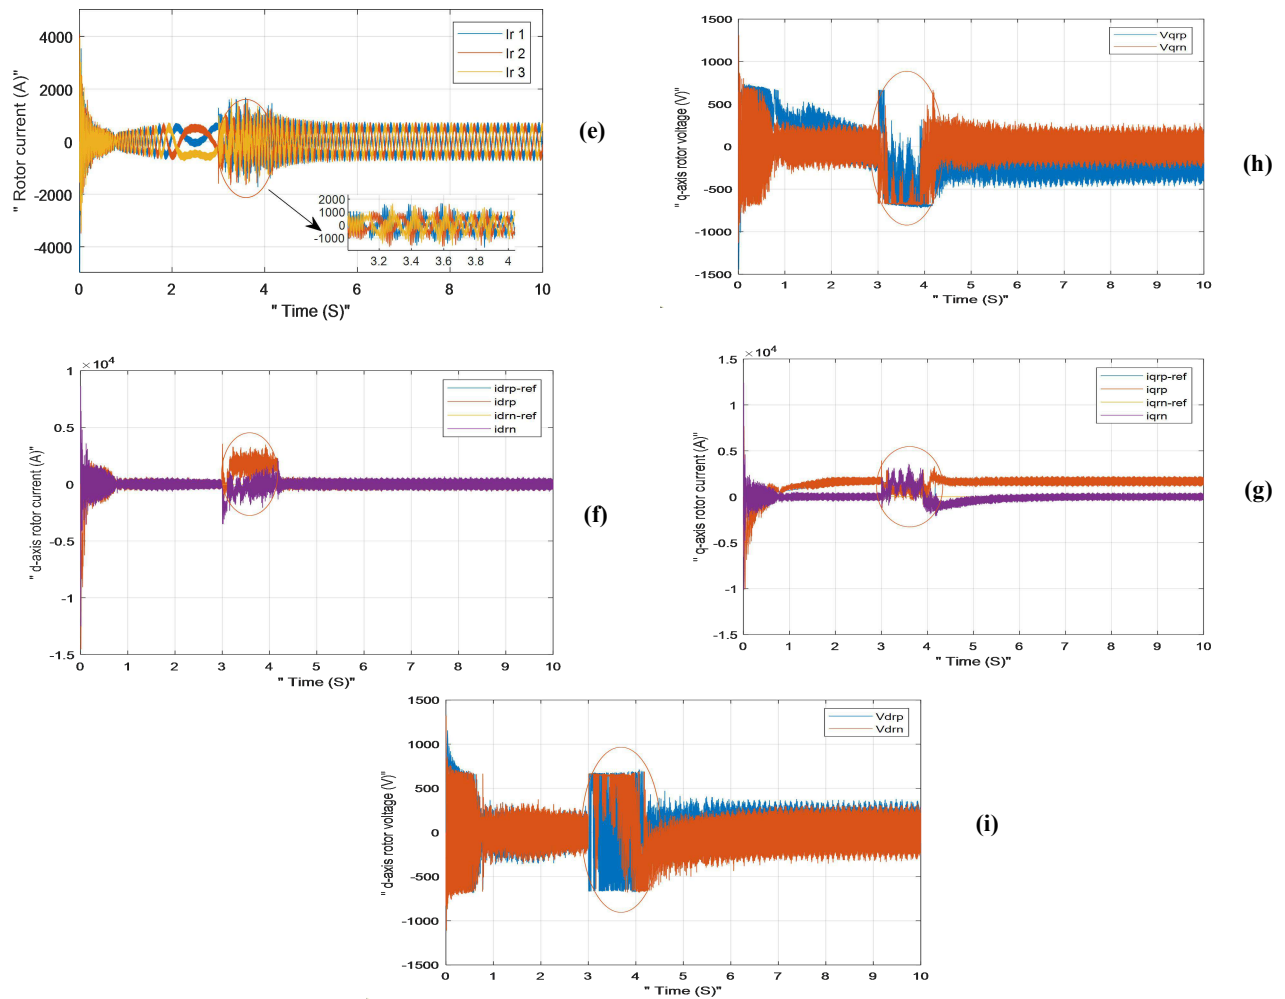 4000
2000
0
-2000
-4000
" Rotor current (A)"
Ir 1
Ir 2
Ir 3
2000
1000
0
-1000
3.2 3.4 3.6 3.8 4
0 2 4 6 8 10
" Time (S)"
(e)
1500
1000
500
0
-500
-1000
-1500
" q-axis rotor voltage (V)"
Vqrp
Vqrn
0 1 2 3 4 5 6 7 8 9 10
" Time (S)"
(h)
×10^4
1
0.5
0
-0.5
-1
-1.5
" d-axis rotor current (A)"
idrp-ref
idrp
idrn-ref
idrn
0 1 2 3 4 5 6 7 8 9 10
" Time (S)"
(f)
×10^4
1.5
1
0.5
0
-0.5
-1
-1.5
" q-axis rotor current (A)"
iqrp-ref
iqrp
iqrn-ref
iqrn
0 1 2 3 4 5 6 7 8 9 10
" Time (S)"
(g)
1500
1000
500
0
-500
-1000
-1500
" d-axis rotor voltage (V)"
Vdrp
Vdrn
0 1 2 3 4 5 6 7 8 9 10
" Time (S)"
(i)